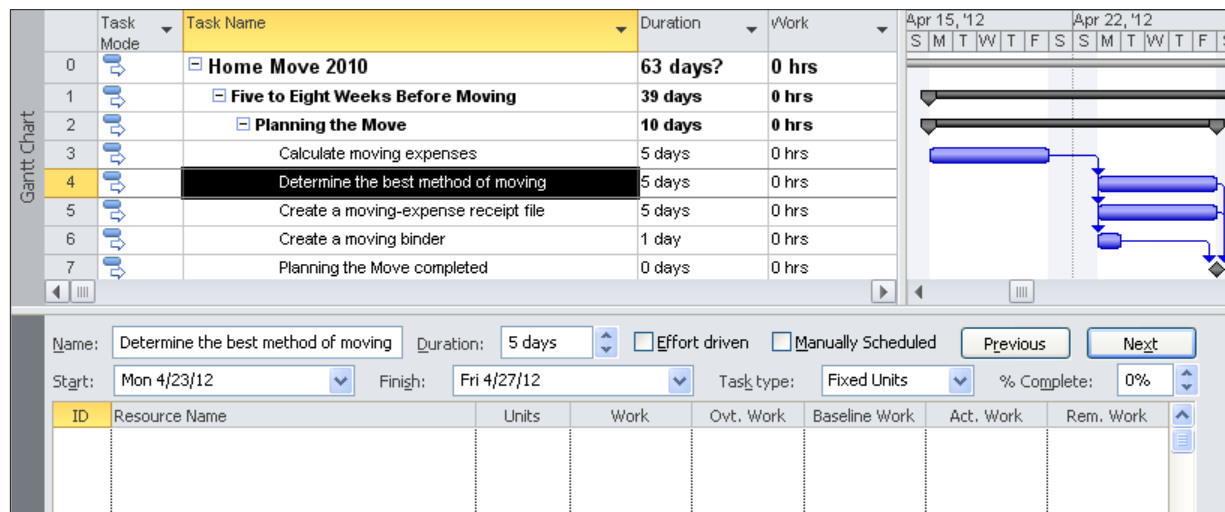 Task Mode Task Name Duration Work Apr 15, '12 Apr 22, '12
S M T W T F S S M T W T F S
0 Home Move 2010 63 days? 0 hrs
1 Five to Eight Weeks Before Moving 39 days 0 hrs
2 Planning the Move 10 days 0 hrs
3 Calculate moving expenses 5 days 0 hrs
4 Determine the best method of moving 5 days 0 hrs
5 Create a moving-expense receipt file 5 days 0 hrs
6 Create a moving binder 1 day 0 hrs
7 Planning the Move completed 0 days 0 hrs
Gantt Chart
Name: Determine the best method of moving Duration: 5 days Effort driven Manually Scheduled Previous Next
Start: Mon 4/23/12 Finish: Fri 4/27/12 Task type: Fixed Units % Complete: 0%
ID Resource Name Units Work Ovt. Work Baseline Work Act. Work Rem. Work